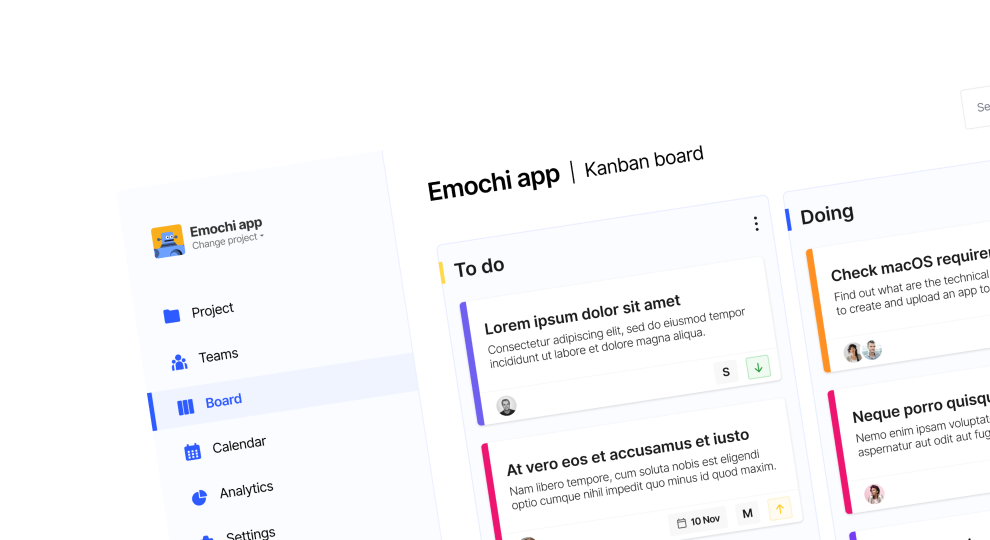 Se
Emochi app | Kanban board
Emochi app
Change project
Project
Teams
Board
Calendar
Analytics
Settings
To do
Lorem ipsum dolor sit amet
Consectetur adipiscing elit, sed do eiusmod tempor
incididunt ut labore et dolore magna aliqua.
S
At vero eos et accusamus et iusto
Nam libero tempore, cum soluta nobis est eligendi
optio cumque nihil impedit quo minus id quod maxim.
10 Nov
M
Doing
Check macOS requirem
Find out what are the technical
to create and upload an app to
Neque porro quisqu
Nemo enim ipsam voluptat
aspernatur aut odit aut fug